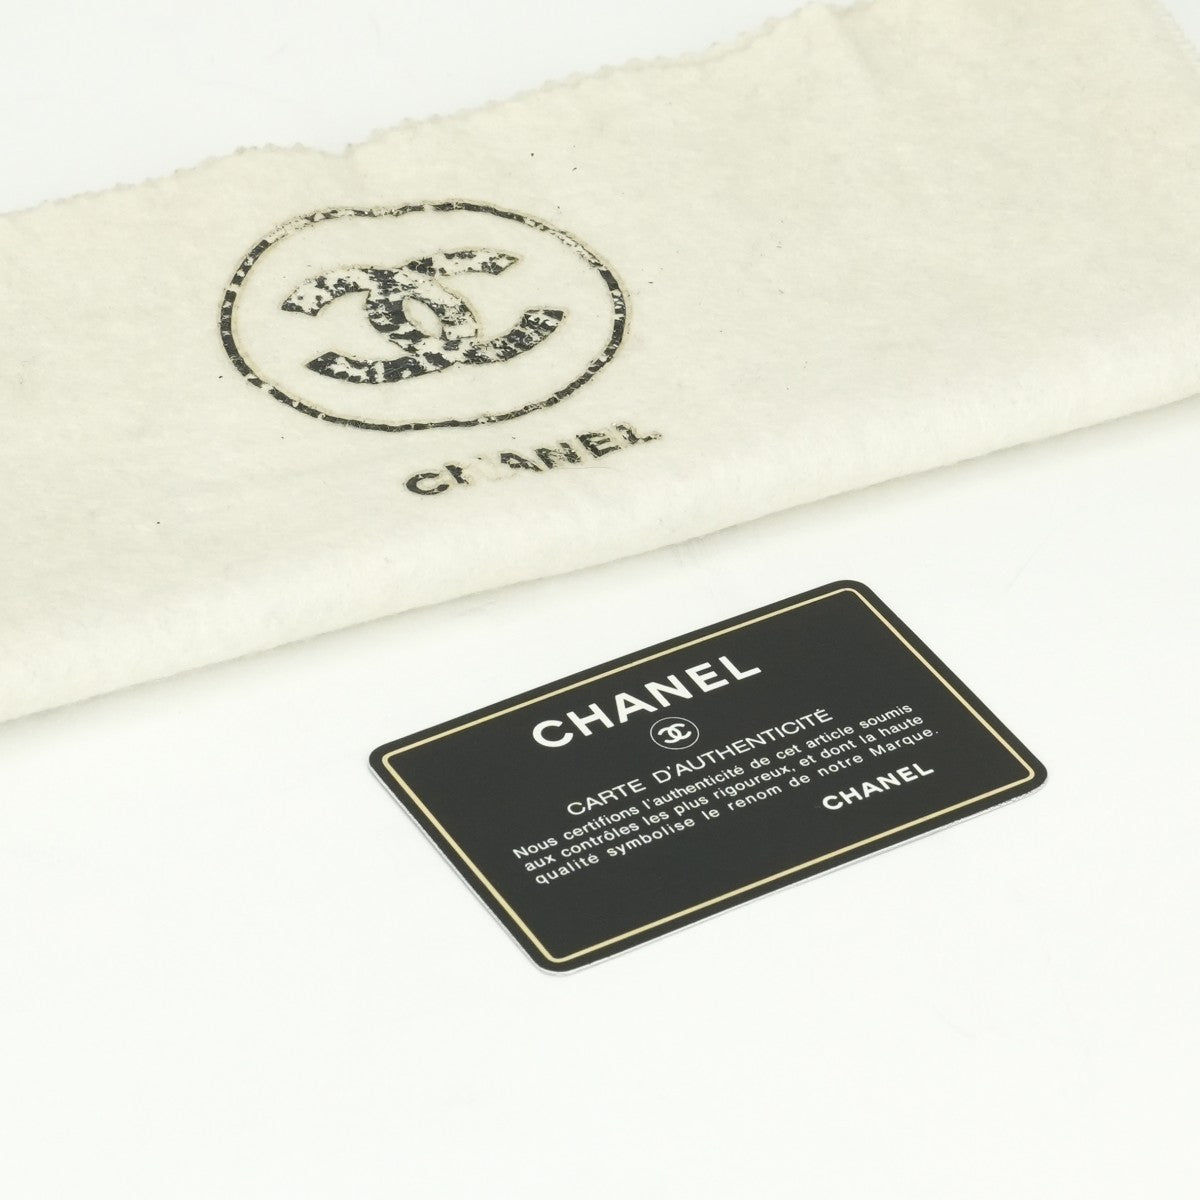 CHANEL
CHANEL
CARTE D'AUTHENTICITÉ
Nous certifions l'authenticité de cet article soumis
aux contrôles les plus rigoureux, et dont la haute
qualité symbolise le renom de notre Marque.
CHANEL